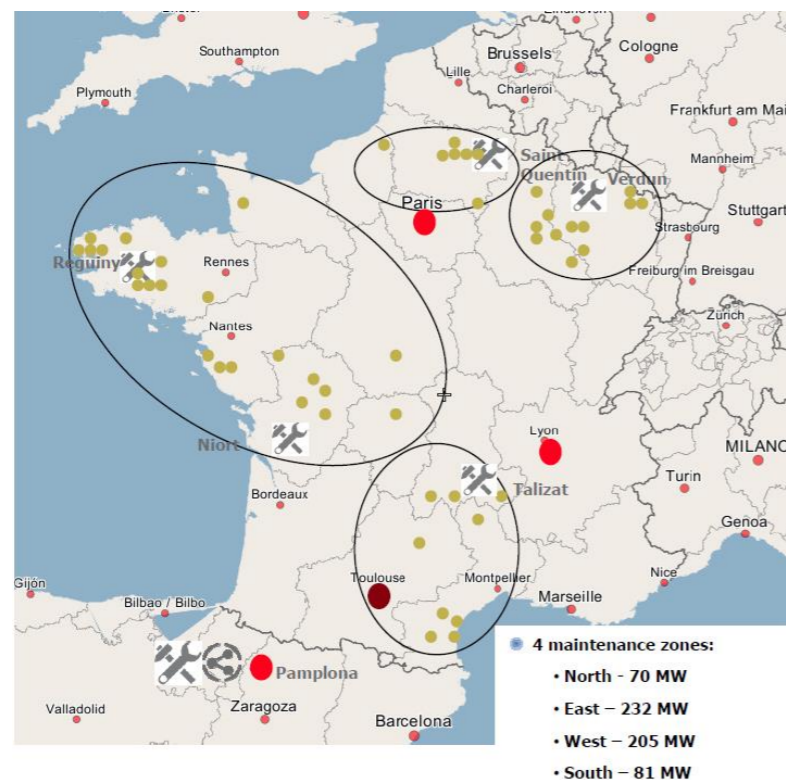 Southampton
Plymouth
Brussels
Cologne
Lille
Charleroi
Frankfurt am Mai
Mannheim
Saint
Quentin
Verdun
Paris
Stuttgart
Strasbourg
Reguiny
Rennes
Freiburg im Breisgau
Zürich
Nantes
Niort
Lyon
MILANO
Talizat
Turin
Bordeaux
Genoa
Toulouse
Montpellier
Nice
Gijón
Marseille
Bilbao / Bilbo
Pamplona
Valladolid
Zaragoza
Barcelona
4 maintenance zones:
• North - 70 MW
• East – 232 MW
• West – 205 MW
• South – 81 MW